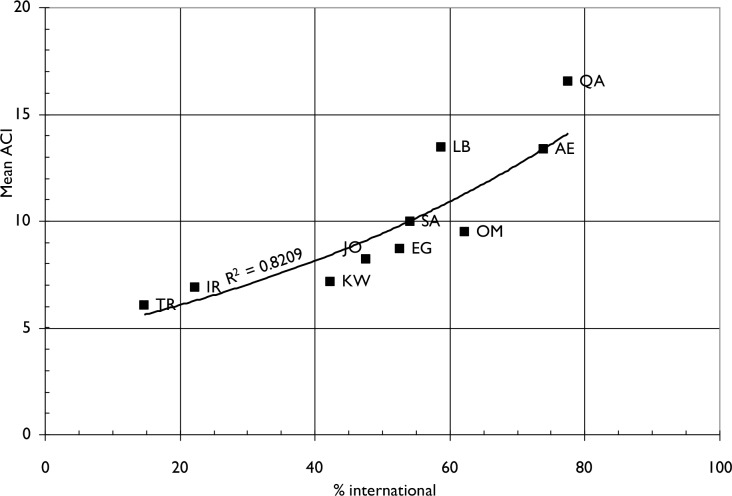 20
QA
15
LB
AE
Mean ACI
10
SA
OM
JO
EG
R² = 0.8209
KW
IR
TR
5
0
0 20 40 60 80 100
% international